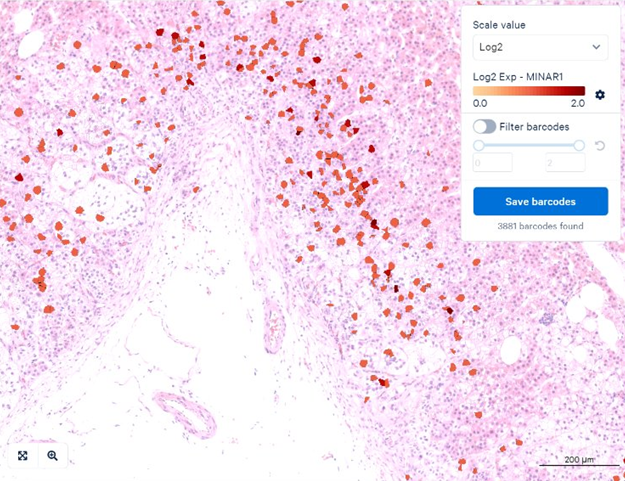 Scale value
Log2
Log2 Exp - MINAR1
0.0 2.0
Filter barcodes
0 2
Save barcodes
3881 barcodes found
200 µm